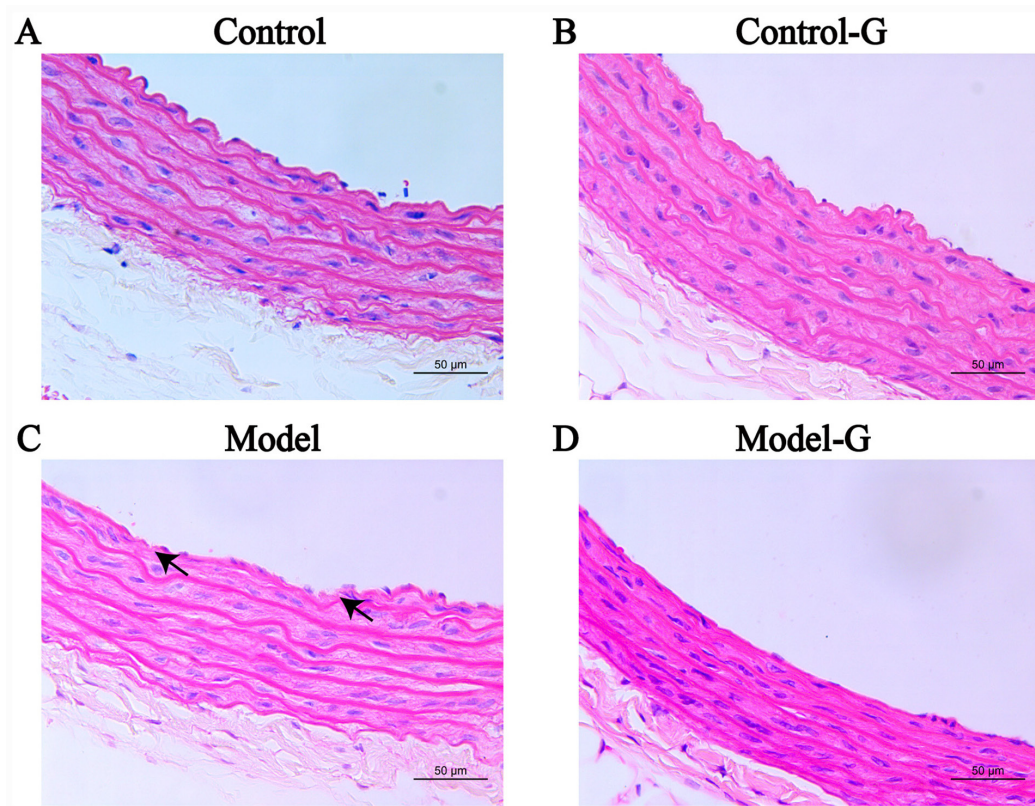 A
Control
B
Control-G
50 μm
50 μm
C
Model
D
Model-G
50 μm
50 μm